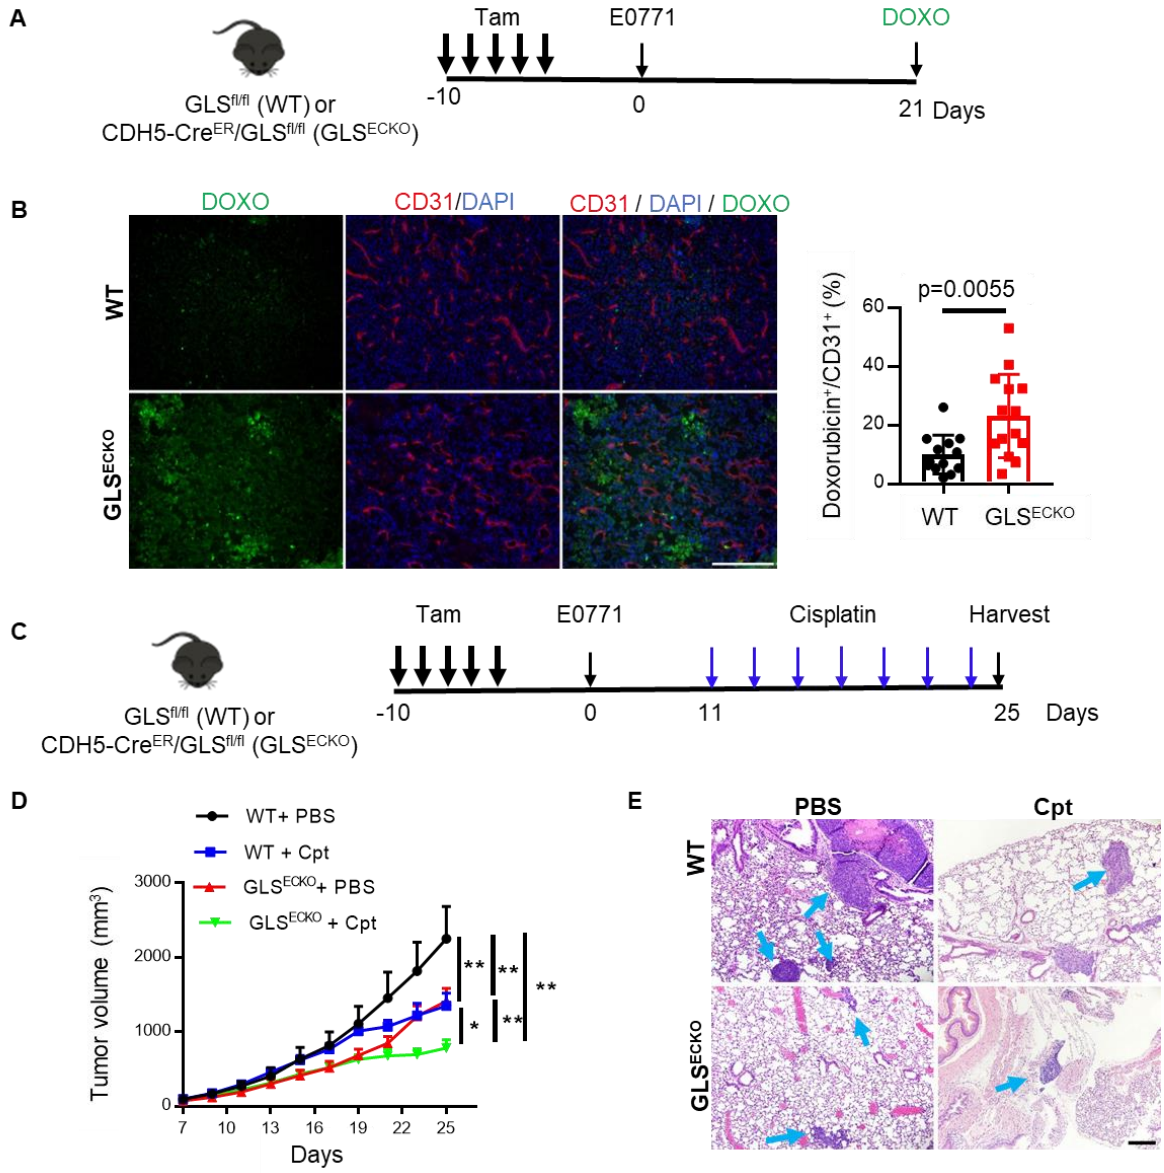 A
Tam
E0771
DOXO
-10
0
21 Days
GLSfl/fl (WT) or
CDH5-CreER/GLSfl/fl (GLSECKO)
B
DOXO
CD31/DAPI
CD31 / DAPI / DOXO
WT
GLSECKO
Doxorubicin+/CD31+ (%)
p=0.0055
60
40
20
0
WT
GLSECKO
C
Tam
E0771
Cisplatin
Harvest
-10
0
11
25
Days
GLSfl/fl (WT) or
CDH5-CreER/GLSfl/fl (GLSECKO)
D
WT+ PBS
WT + Cpt
GLSECKO+ PBS
GLSECKO + Cpt
Tumor volume (mm3)
3000
2000
1000
0
7
10
13
16
19
22
25
Days
**
**
**
*
**
E
PBS
Cpt
WT
GLSECKO